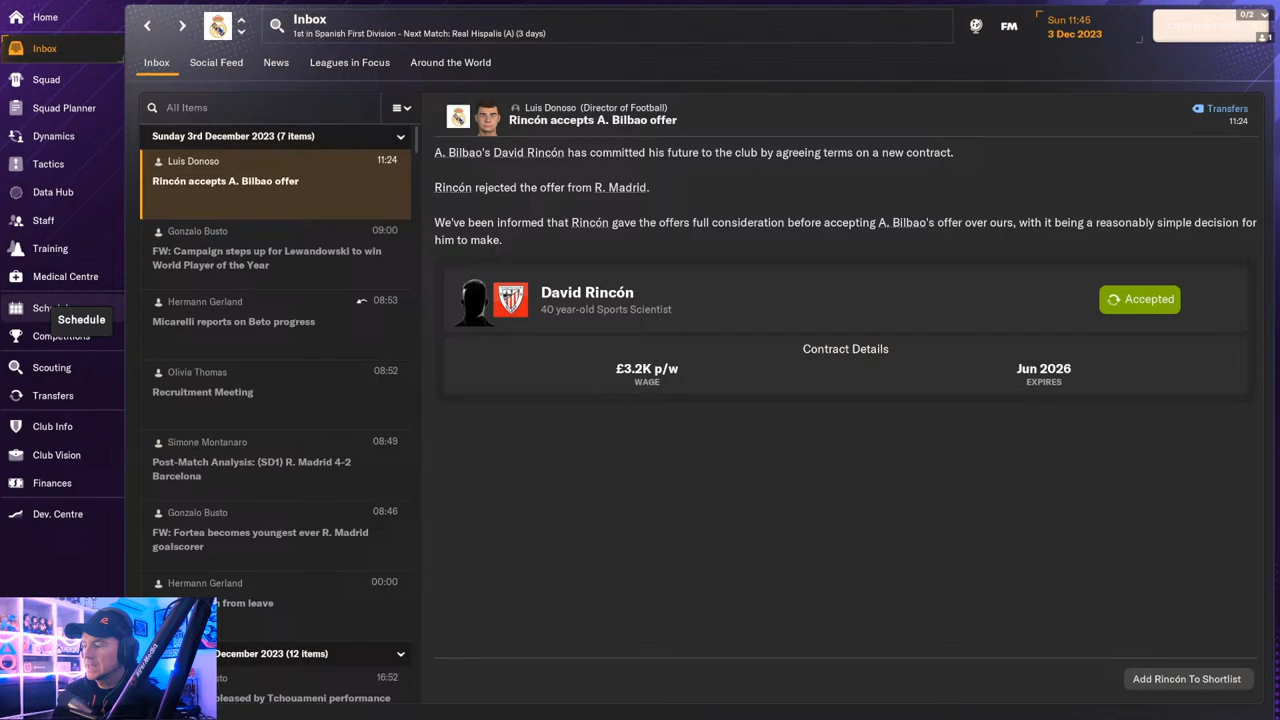 Home
Inbox
Squad
Squad Planner
Dynamics
Tactics
Data Hub
Staff
Training
Medical Centre
Schedule
Scouting
Transfers
Club Info
Club Vision
Finances
Dev. Centre
Inbox
1st in Spanish First Division - Next Match: Real Hispalis (A) (3 days)
FM
Sun 11:45
3 Dec 2023
0/2
1
Inbox
Social Feed
News
Leagues in Focus
Around the World
All Items
Sunday 3rd December 2023 (7 items)
Luis Donoso
11:24
Rincón accepts A. Bilbao offer
Gonzalo Busto
09:00
FW: Campaign steps up for Lewandowski to win
World Player of the Year
Hermann Gerland
08:53
Micarelli reports on Beto progress
Olivia Thomas
08:52
Recruitment Meeting
Simone Montanaro
08:49
Post-Match Analysis: (SD1) R. Madrid 4-2
Barcelona
Gonzalo Busto
08:46
FW: Fortea becomes youngest ever R. Madrid
goalscorer
Hermann Gerland
00:00
from leave
December 2023 (12 items)
16:52
pleased by Tchouameni performance
Luis Donoso (Director of Football)
Rincón accepts A. Bilbao offer
Transfers
11:24
A. Bilbao's David Rincón has committed his future to the club by agreeing terms on a new contract.
Rincón rejected the offer from R. Madrid.
We've been informed that Rincón gave the offers full consideration before accepting A. Bilbao's offer over ours, with it being a reasonably simple decision for
him to make.
David Rincón
40 year-old Sports Scientist
Accepted
Contract Details
£3.2K p/w
WAGE
Jun 2026
EXPIRES
Add Rincón To Shortlist
AVerMedia